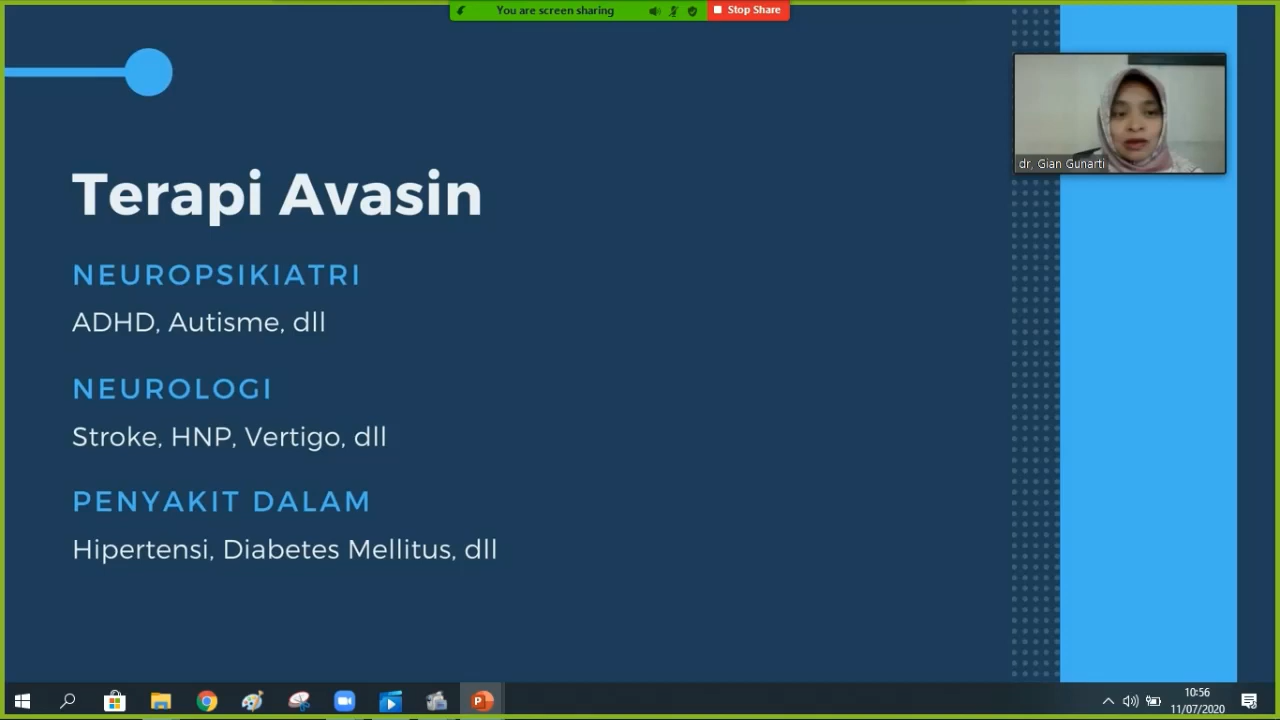 You are screen sharing
Stop Share
dr, Gian Gunarti
Terapi Avasin
NEUROPSIKIATRI
ADHD, Autisme, dll
NEUROLOGI
Stroke, HNP, Vertigo, dll
PENYAKIT DALAM
Hipertensi, Diabetes Mellitus, dll
10:56
11/07/2020